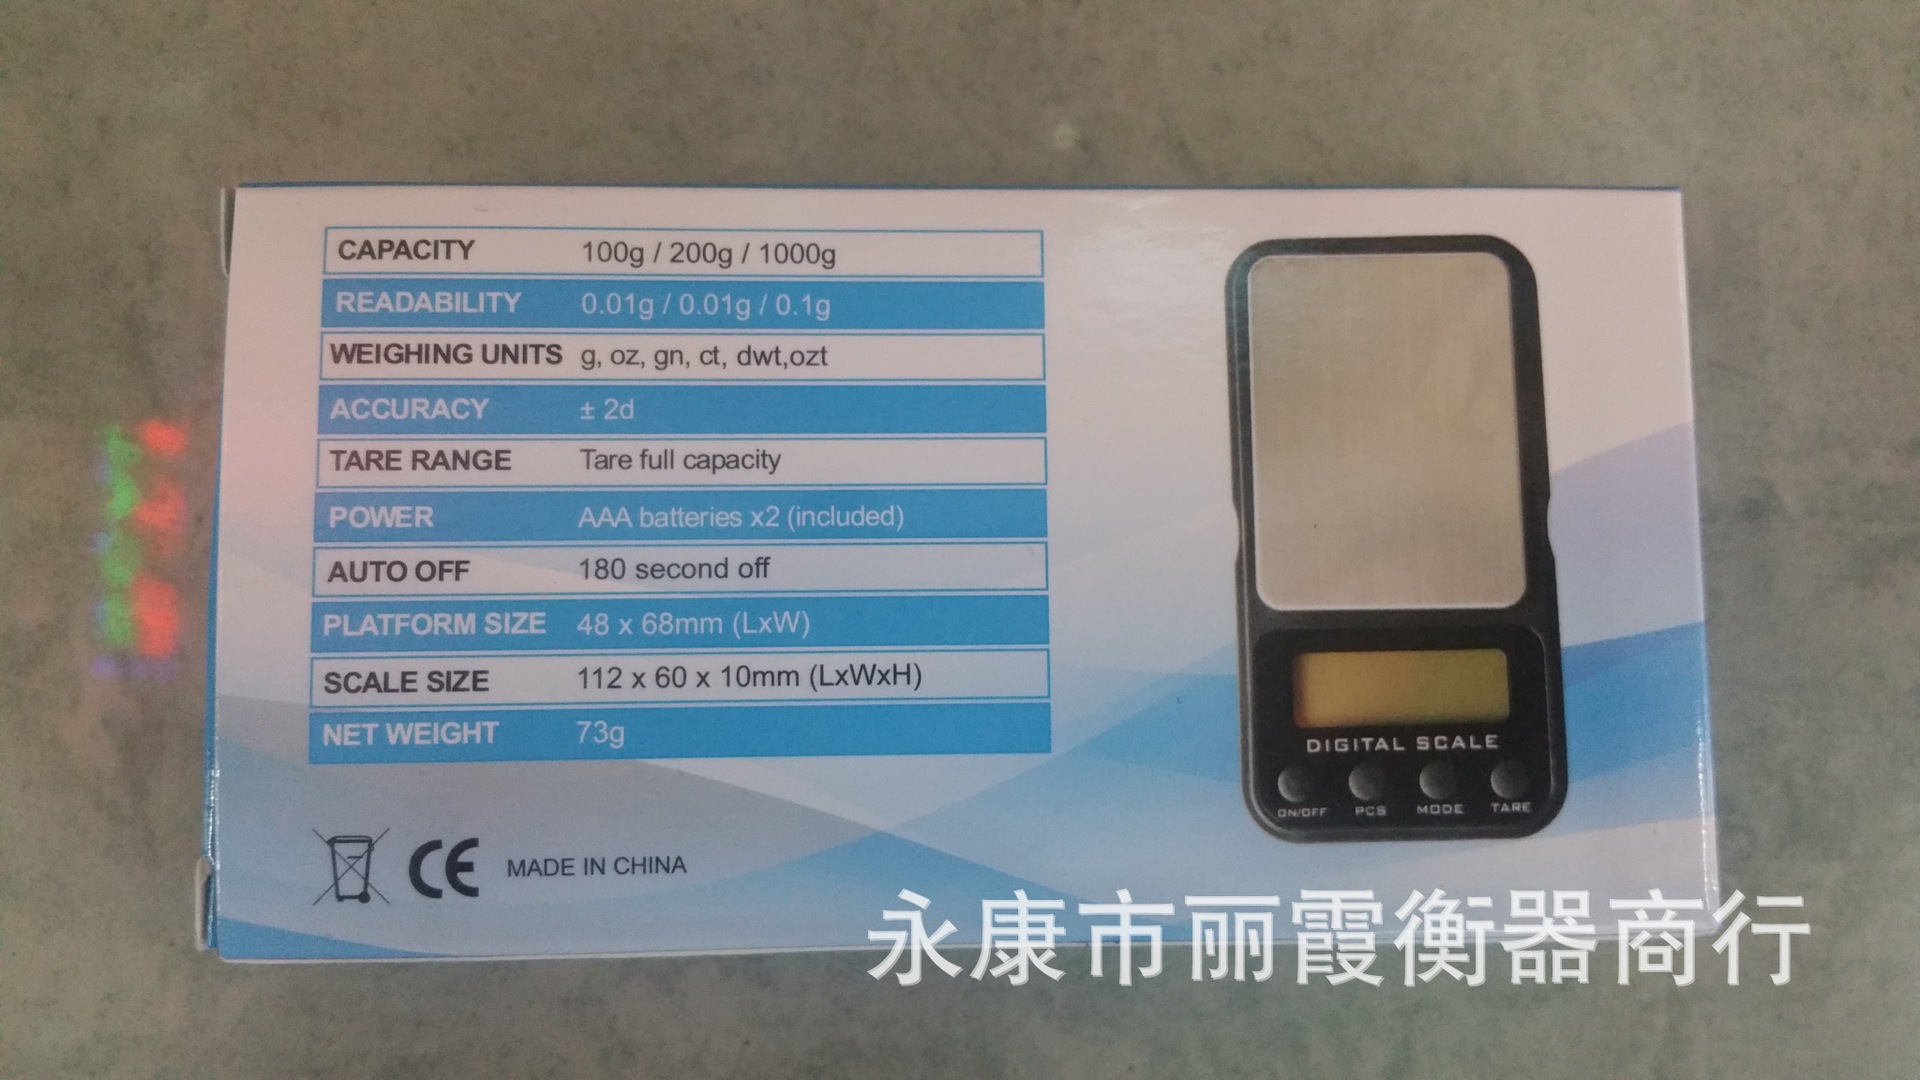 CAPACITY 100g / 200g / 1000g
READABILITY 0.01g / 0.01g / 0.1g
WEIGHING UNITS g, oz, gn, ct, dwt,ozt
ACCURACY ± 2d
TARE RANGE Tare full capacity
POWER AAA batteries x2 (included)
AUTO OFF 180 second off
PLATFORM SIZE 48 x 68mm (LxW)
SCALE SIZE 112 x 60 x 10mm (LxWxH)
NET WEIGHT 73g
CE MADE IN CHINA
DIGITAL SCALE
ON/OFF PCS MODE TARE
永康市丽霞衡器商行